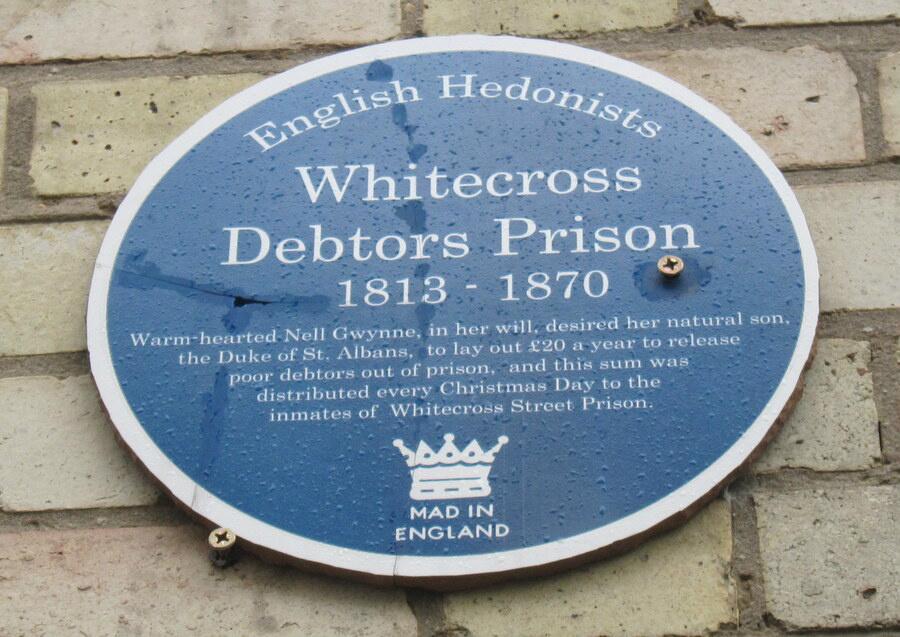 English Hedonists
Whitecross
Debtors Prison
1813 - 1870
Warm-hearted Nell Gwynne, in her will, desired her natural son,
the Duke of St. Albans, to lay out £20 a year to release
poor debtors out of prison, and this sum was
distributed every Christmas Day to the
inmates of Whitecross Street Prison.
MAD IN
ENGLAND